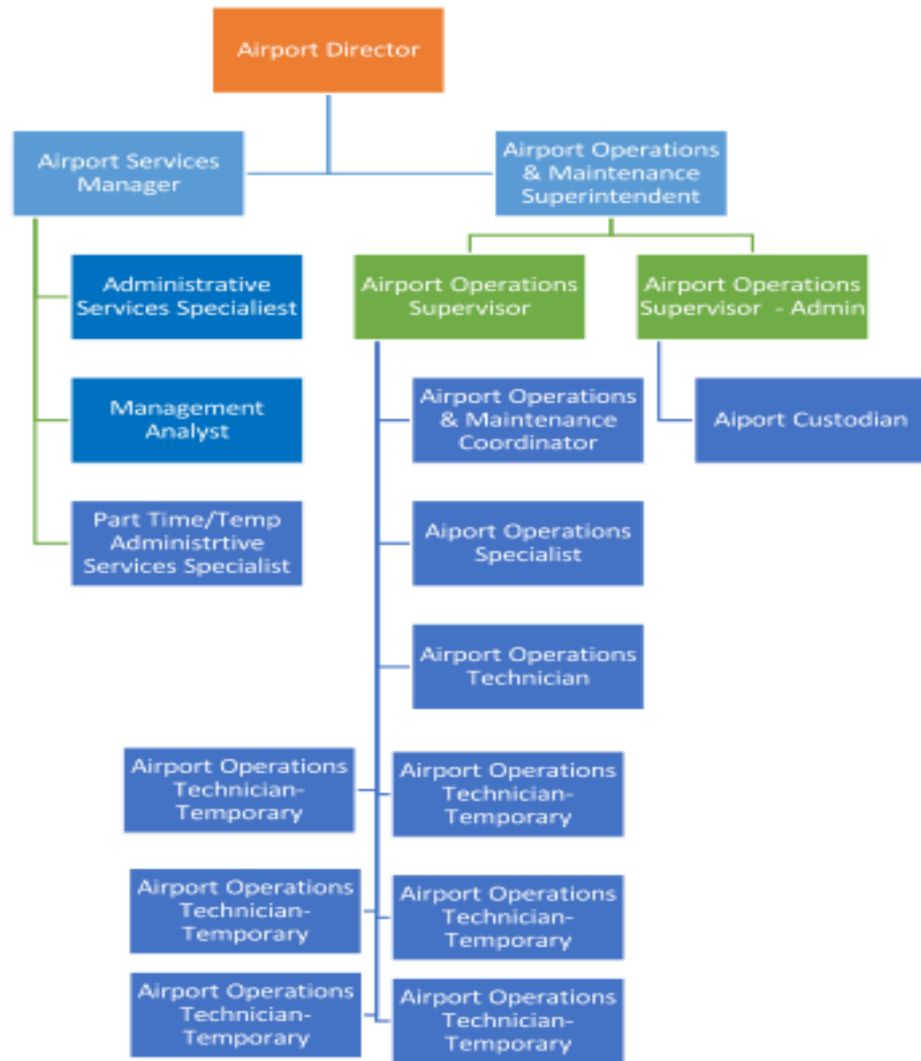 Airport Director
Airport Services
Manager
Airport Operations
& Maintenance
Superintendent
Administrative
Services Specialiest
Airport Operations
Supervisor
Airport Operations
Supervisor - Admin
Management
Analyst
Airport Operations
& Maintenance
Coordinator
Aiport Custodian
Part Time/Temp
Administrtive
Services Specialist
Aiport Operations
Specialist
Airport Operations
Technician
Airport Operations
Technician-
Temporary
Airport Operations
Technician-
Temporary
Airport Operations
Technician-
Temporary
Airport Operations
Technician-
Temporary
Airport Operations
Technician-
Temporary
Airport Operations
Technician-
Temporary